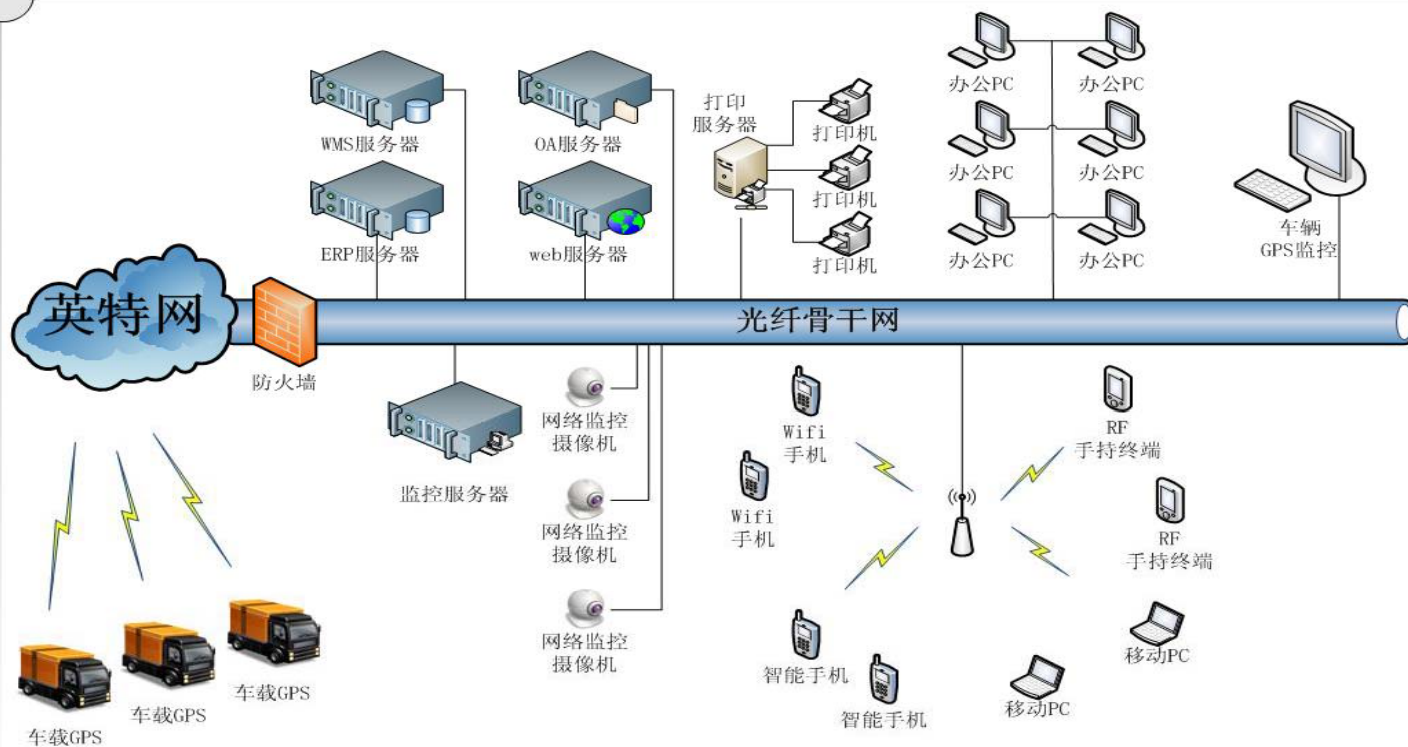 WMS服务器
OA服务器
打印
服务器
打印机
打印机
打印机
办公PC
办公PC
办公PC
办公PC
办公PC
办公PC
车辆
GPS监控
ERP服务器
web服务器
英特网
防火墙
光纤骨干网
监控服务器
网络监控
摄像机
网络监控
摄像机
网络监控
摄像机
Wifi
手机
Wifi
手机
RF
手持终端
RF
手持终端
智能手机
智能手机
移动PC
移动PC
车载GPS
车载GPS
车载GPS